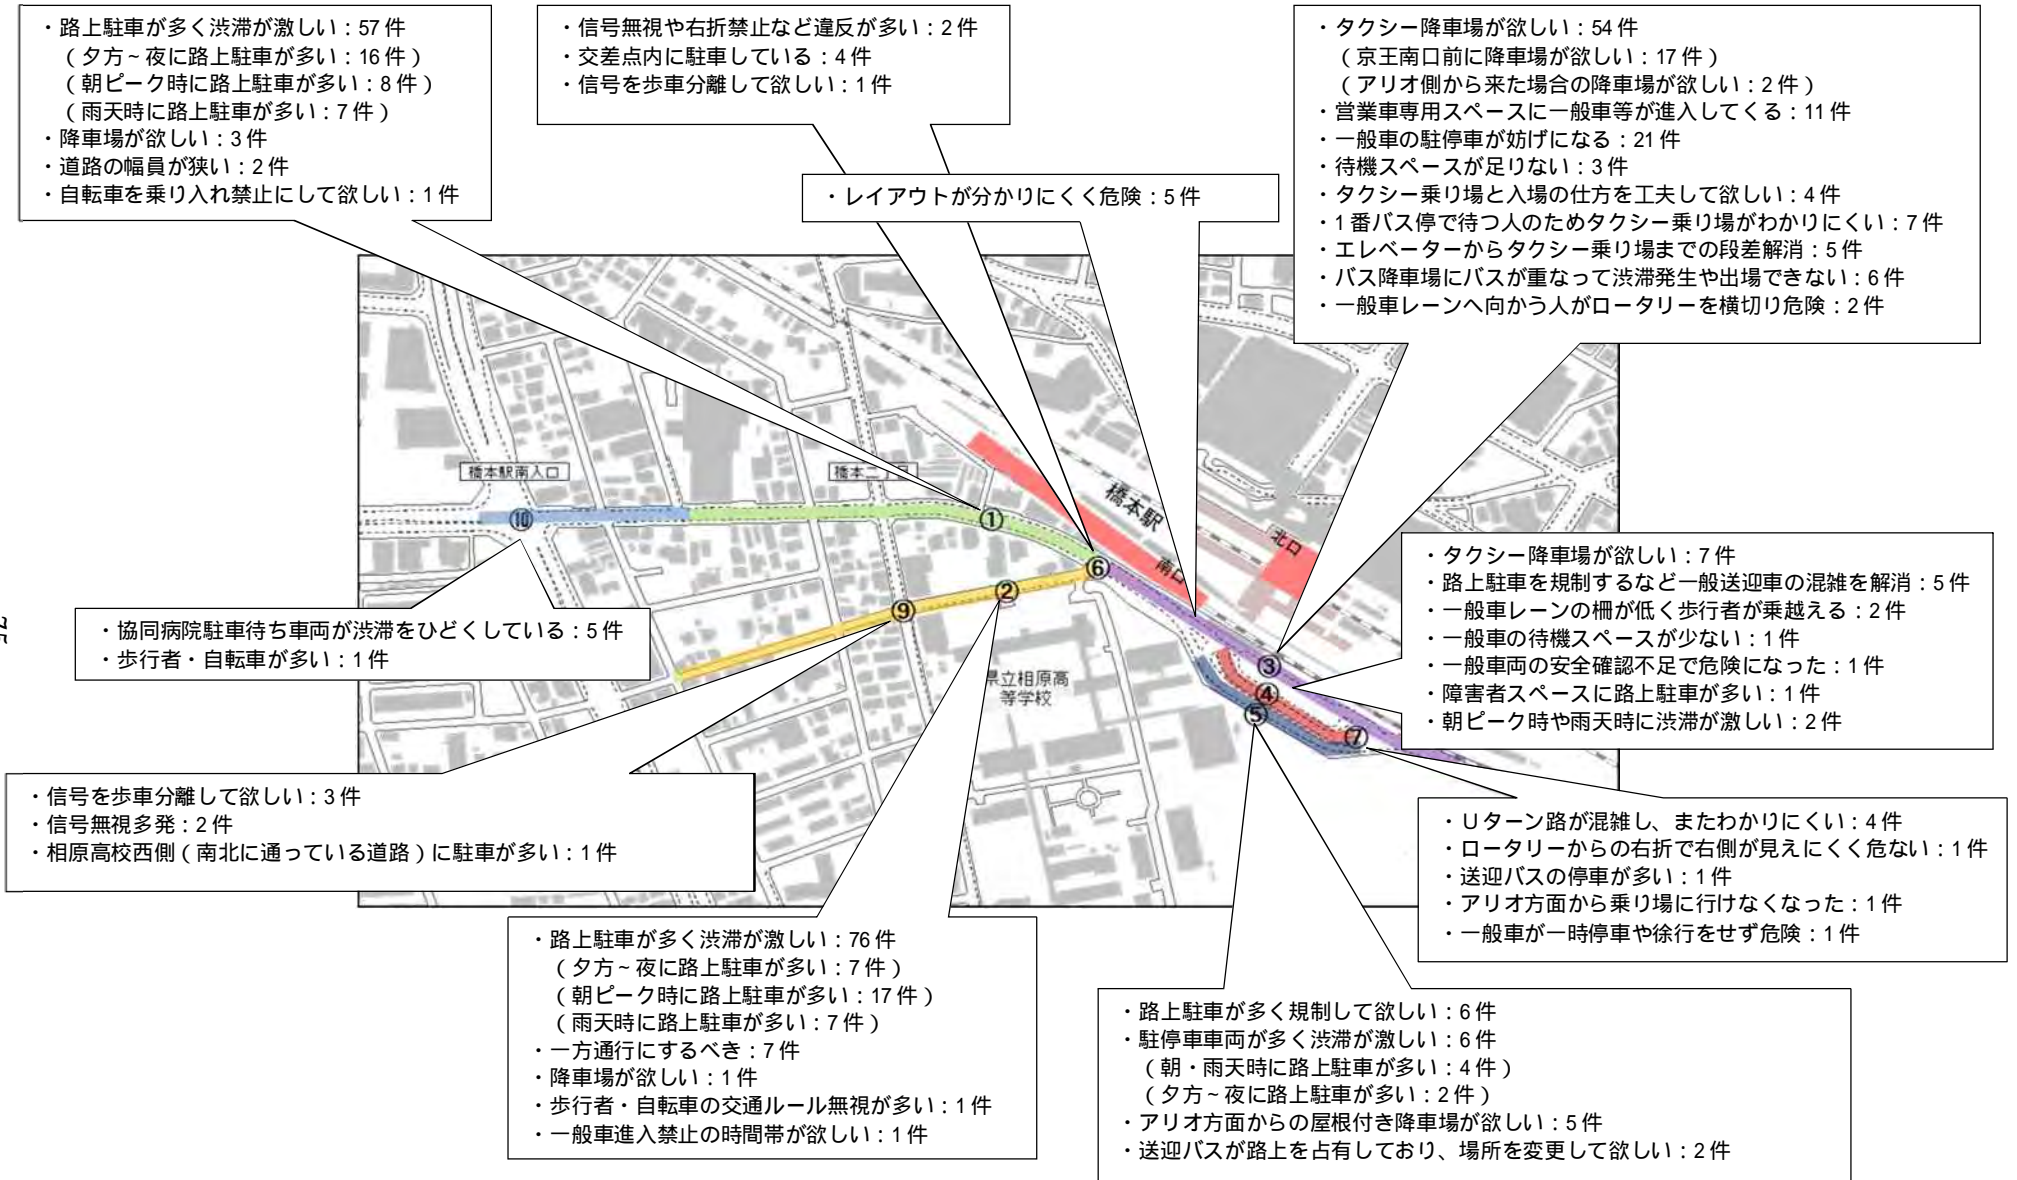 ・路上駐車が多く渋滞が激しい：57件
（夕方～夜に路上駐車が多い：16件）
（朝ピーク時に路上駐車が多い：8件）
（雨天時に路上駐車が多い：7件）
・降車場が欲しい：3件
・道路の幅員が狭い：2件
・自転車を乗り入れ禁止にして欲しい：1件
・信号無視や右折禁止など違反が多い：2件
・交差点内に駐車している：4件
・信号を歩車分離して欲しい：1件
・レイアウトが分かりにくく危険：5件
・タクシー降車場が欲しい：54件
（京王南口前に降車場が欲しい：17件）
（アリオ側から来た場合の降車場が欲しい：2件）
・営業車専用スペースに一般車等が進入してくる：11件
・一般車の駐停車が妨げになる：21件
・待機スペースが足りない：3件
・タクシー乗り場と入場の仕方を工夫して欲しい：4件
・1番バス停で待つ人のためタクシー乗り場がわかりにくい：7件
・エレベーターからタクシー乗り場までの段差解消：5件
・バス降車場にバスが重なって渋滞発生や出場できない：6件
・一般車レーンへ向かう人がロータリーを横切り危険：2件
橋本駅南入口
橋本二丁目
橋本駅
北口
南口
⑩
①
⑥
②
⑨
③
④
⑤
⑦
県立相原高
等学校
・タクシー降車場が欲しい：7件
・路上駐車を規制するなど一般送迎車の混雑を解消：5件
・一般車レーンの柵が低く歩行者が乗越える：2件
・一般車の待機スペースが少ない：1件
・一般車両の安全確認不足で危険になった：1件
・障害者スペースに路上駐車が多い：1件
・朝ピーク時や雨天時に渋滞が激しい：2件
・協同病院駐車待ち車両が渋滞をひどくしている：5件
・歩行者・自転車が多い：1件
75
・信号を歩車分離して欲しい：3件
・信号無視多発：2件
・相原高校西側（南北に通っている道路）に駐車が多い：1件
・Uターン路が混雑し、またわかりにくい：4件
・ロータリーからの右折で右側が見えにくく危ない：1件
・送迎バスの停車が多い：1件
・アリオ方面から乗り場に行けなくなった：1件
・一般車が一時停車や徐行をせず危険：1件
・路上駐車が多く渋滞が激しい：76件
（夕方～夜に路上駐車が多い：7件）
（朝ピーク時に路上駐車が多い：17件）
（雨天時に路上駐車が多い：7件）
・一方通行にするべき：7件
・降車場が欲しい：1件
・歩行者・自転車の交通ルール無視が多い：1件
・一般車進入禁止の時間帯が欲しい：1件
・路上駐車が多く規制して欲しい：6件
・駐停車車両が多く渋滞が激しい：6件
（朝・雨天時に路上駐車が多い：4件）
（夕方～夜に路上駐車が多い：2件）
・アリオ方面からの屋根付き降車場が欲しい：5件
・送迎バスが路上を占有しており、場所を変更して欲しい：2件